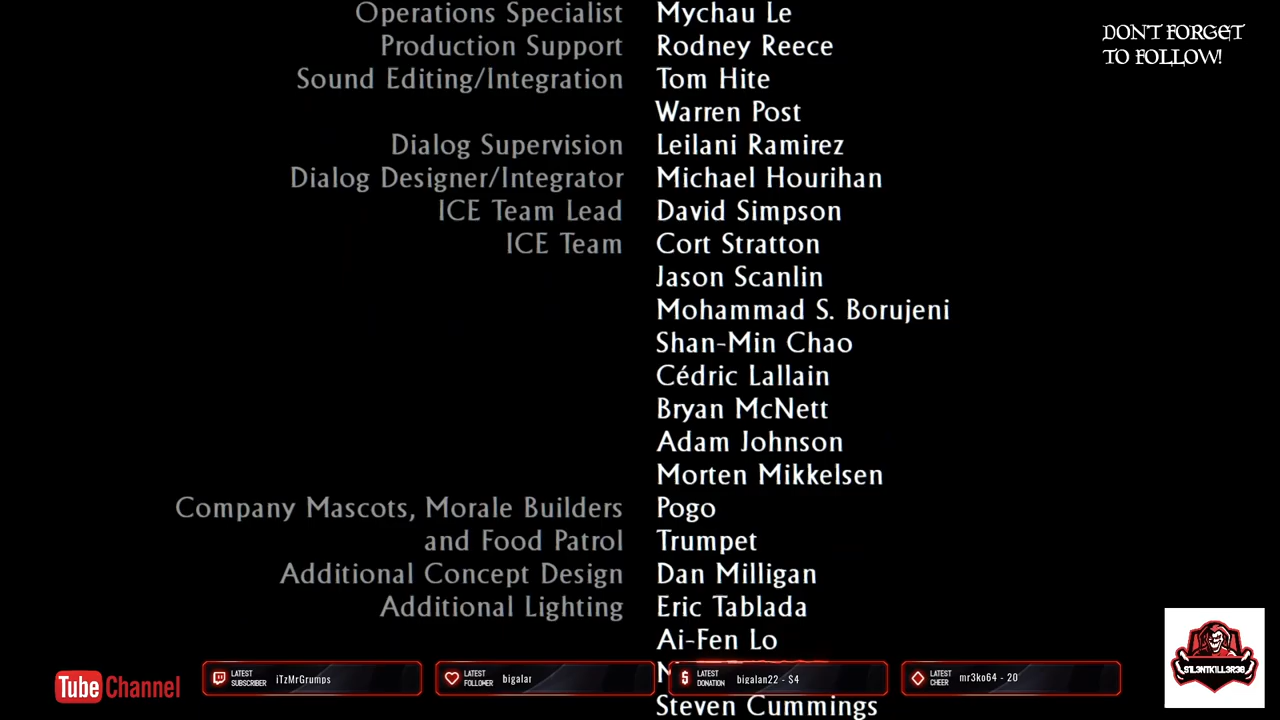 Operations Specialist Mychau Le
DON'T FORGET
TO FOLLOW!
Production Support Rodney Reece
Sound Editing/Integration Tom Hite
Warren Post
Dialog Supervision Leilani Ramirez
Dialog Designer/Integrator Michael Hourihan
ICE Team Lead David Simpson
ICE Team Cort Stratton
Jason Scanlin
Mohammad S. Borujeni
Shan-Min Chao
Cédric Lallain
Bryan McNett
Adam Johnson
Morten Mikkelsen
Company Mascots, Morale Builders Pogo
and Food Patrol Trumpet
Additional Concept Design Dan Milligan
Additional Lighting Eric Tablada
Ai-Fen Lo
Tube Channel
LATEST
SUBSCRIBER iTzMrGrumps
LATEST
FOLLOWER bigalar
LATEST
DONATION bigalan22 - $4
LATEST
CHEER mr3ko64 - 20
S1L3NTK1LL3R38
Steven Cummings